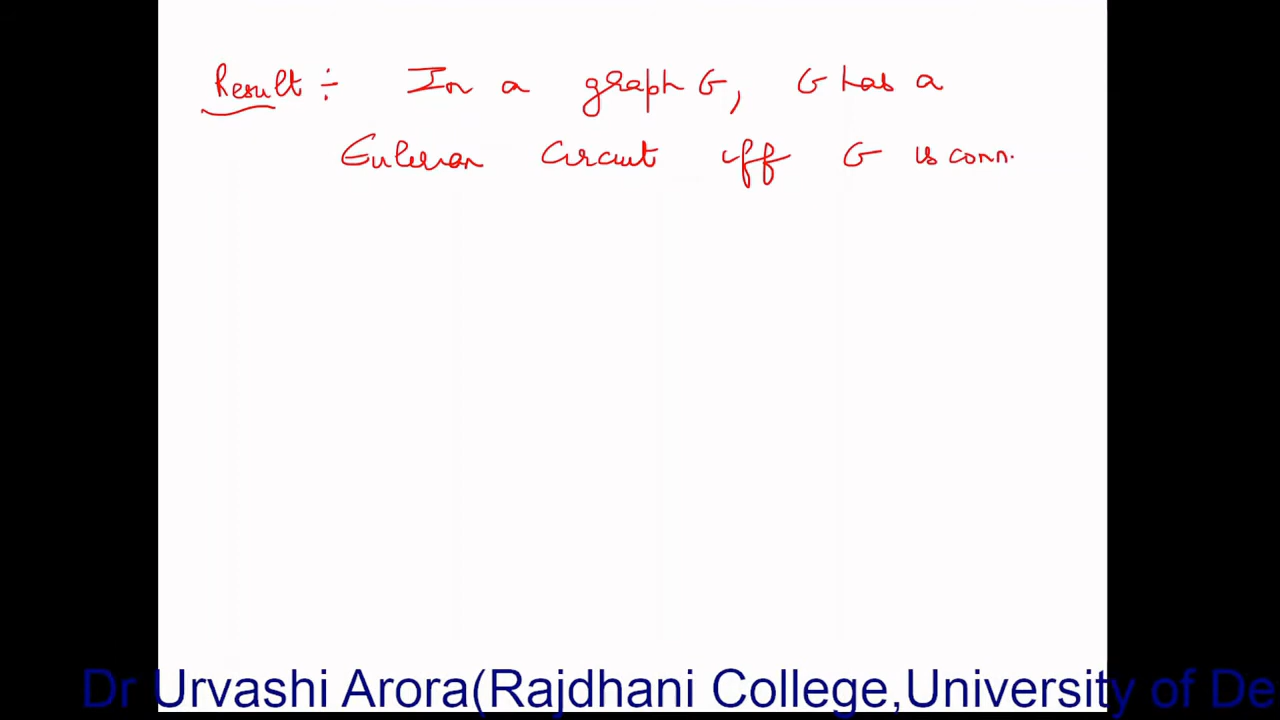 Result ÷ In a graph G, G has a
Eulerian Circuit iff G is conn.
Dr Urvashi Arora(Rajdhani College,University of De